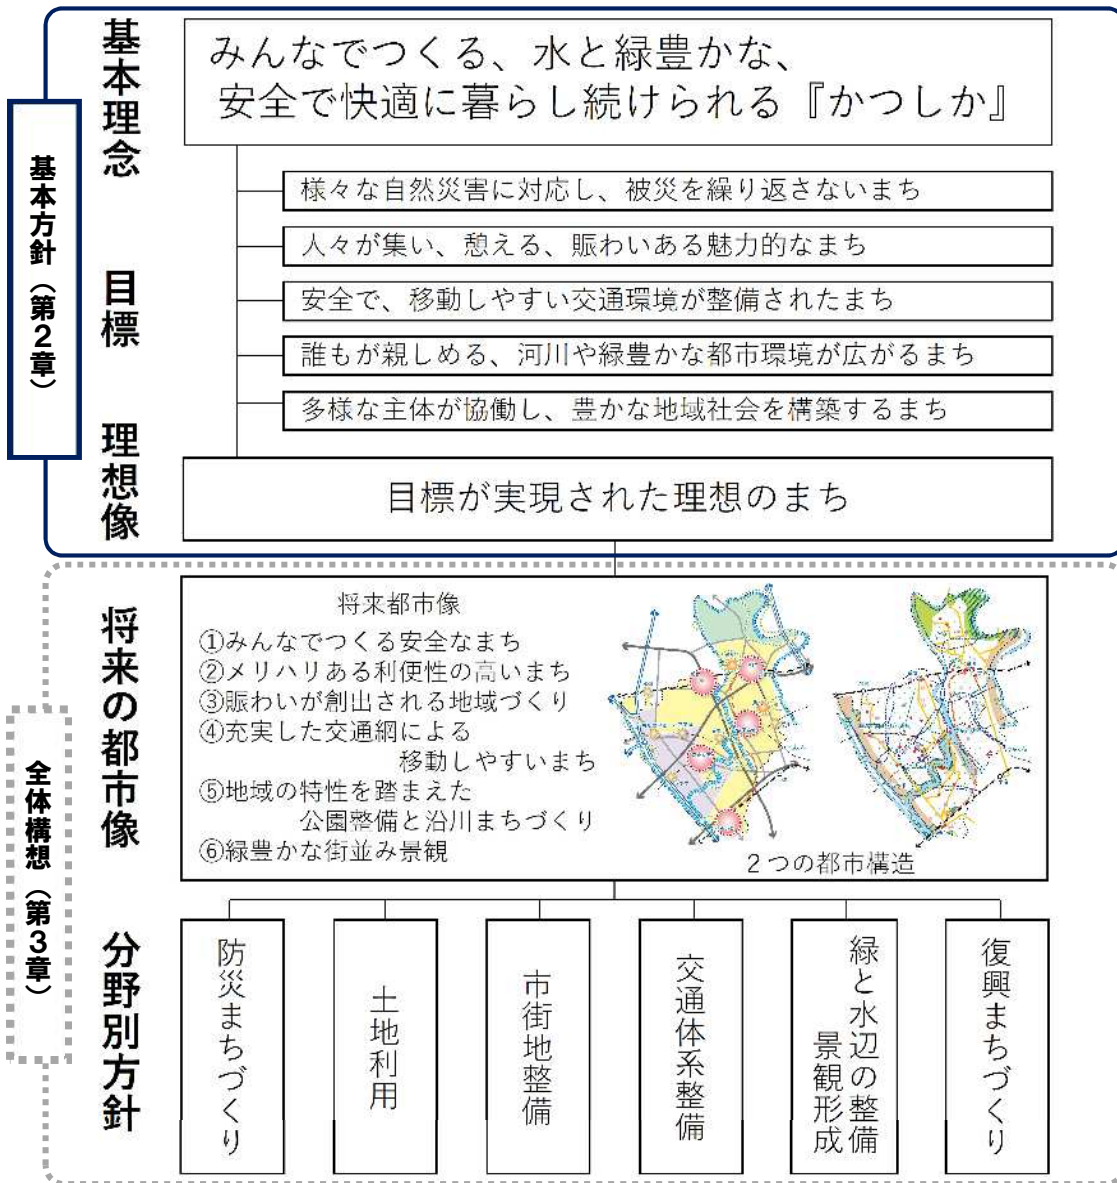 基本方針（第２章）
基本理念
みんなでつくる、水と緑豊かな、
安全で快適に暮らし続けられる『かつしか』
目標
様々な自然災害に対応し、被災を繰り返さないまち
人々が集い、憩える、賑わいある魅力的なまち
安全で、移動しやすい交通環境が整備されたまち
誰もが親しめる、河川や緑豊かな都市環境が広がるまち
多様な主体が協働し、豊かな地域社会を構築するまち
理想像
目標が実現された理想のまち
全体構想（第３章）
将来の都市像
将来都市像
①みんなでつくる安全なまち
②メリハリある利便性の高いまち
③賑わいが創出される地域づくり
④充実した交通網による
移動しやすいまち
⑤地域の特性を踏まえた
公園整備と沿川まちづくり
⑥緑豊かな街並み景観
２つの都市構造
分野別方針
防災まちづくり
土地利用
市街地整備
交通体系整備
緑と水辺の整備
景観形成
復興まちづくり